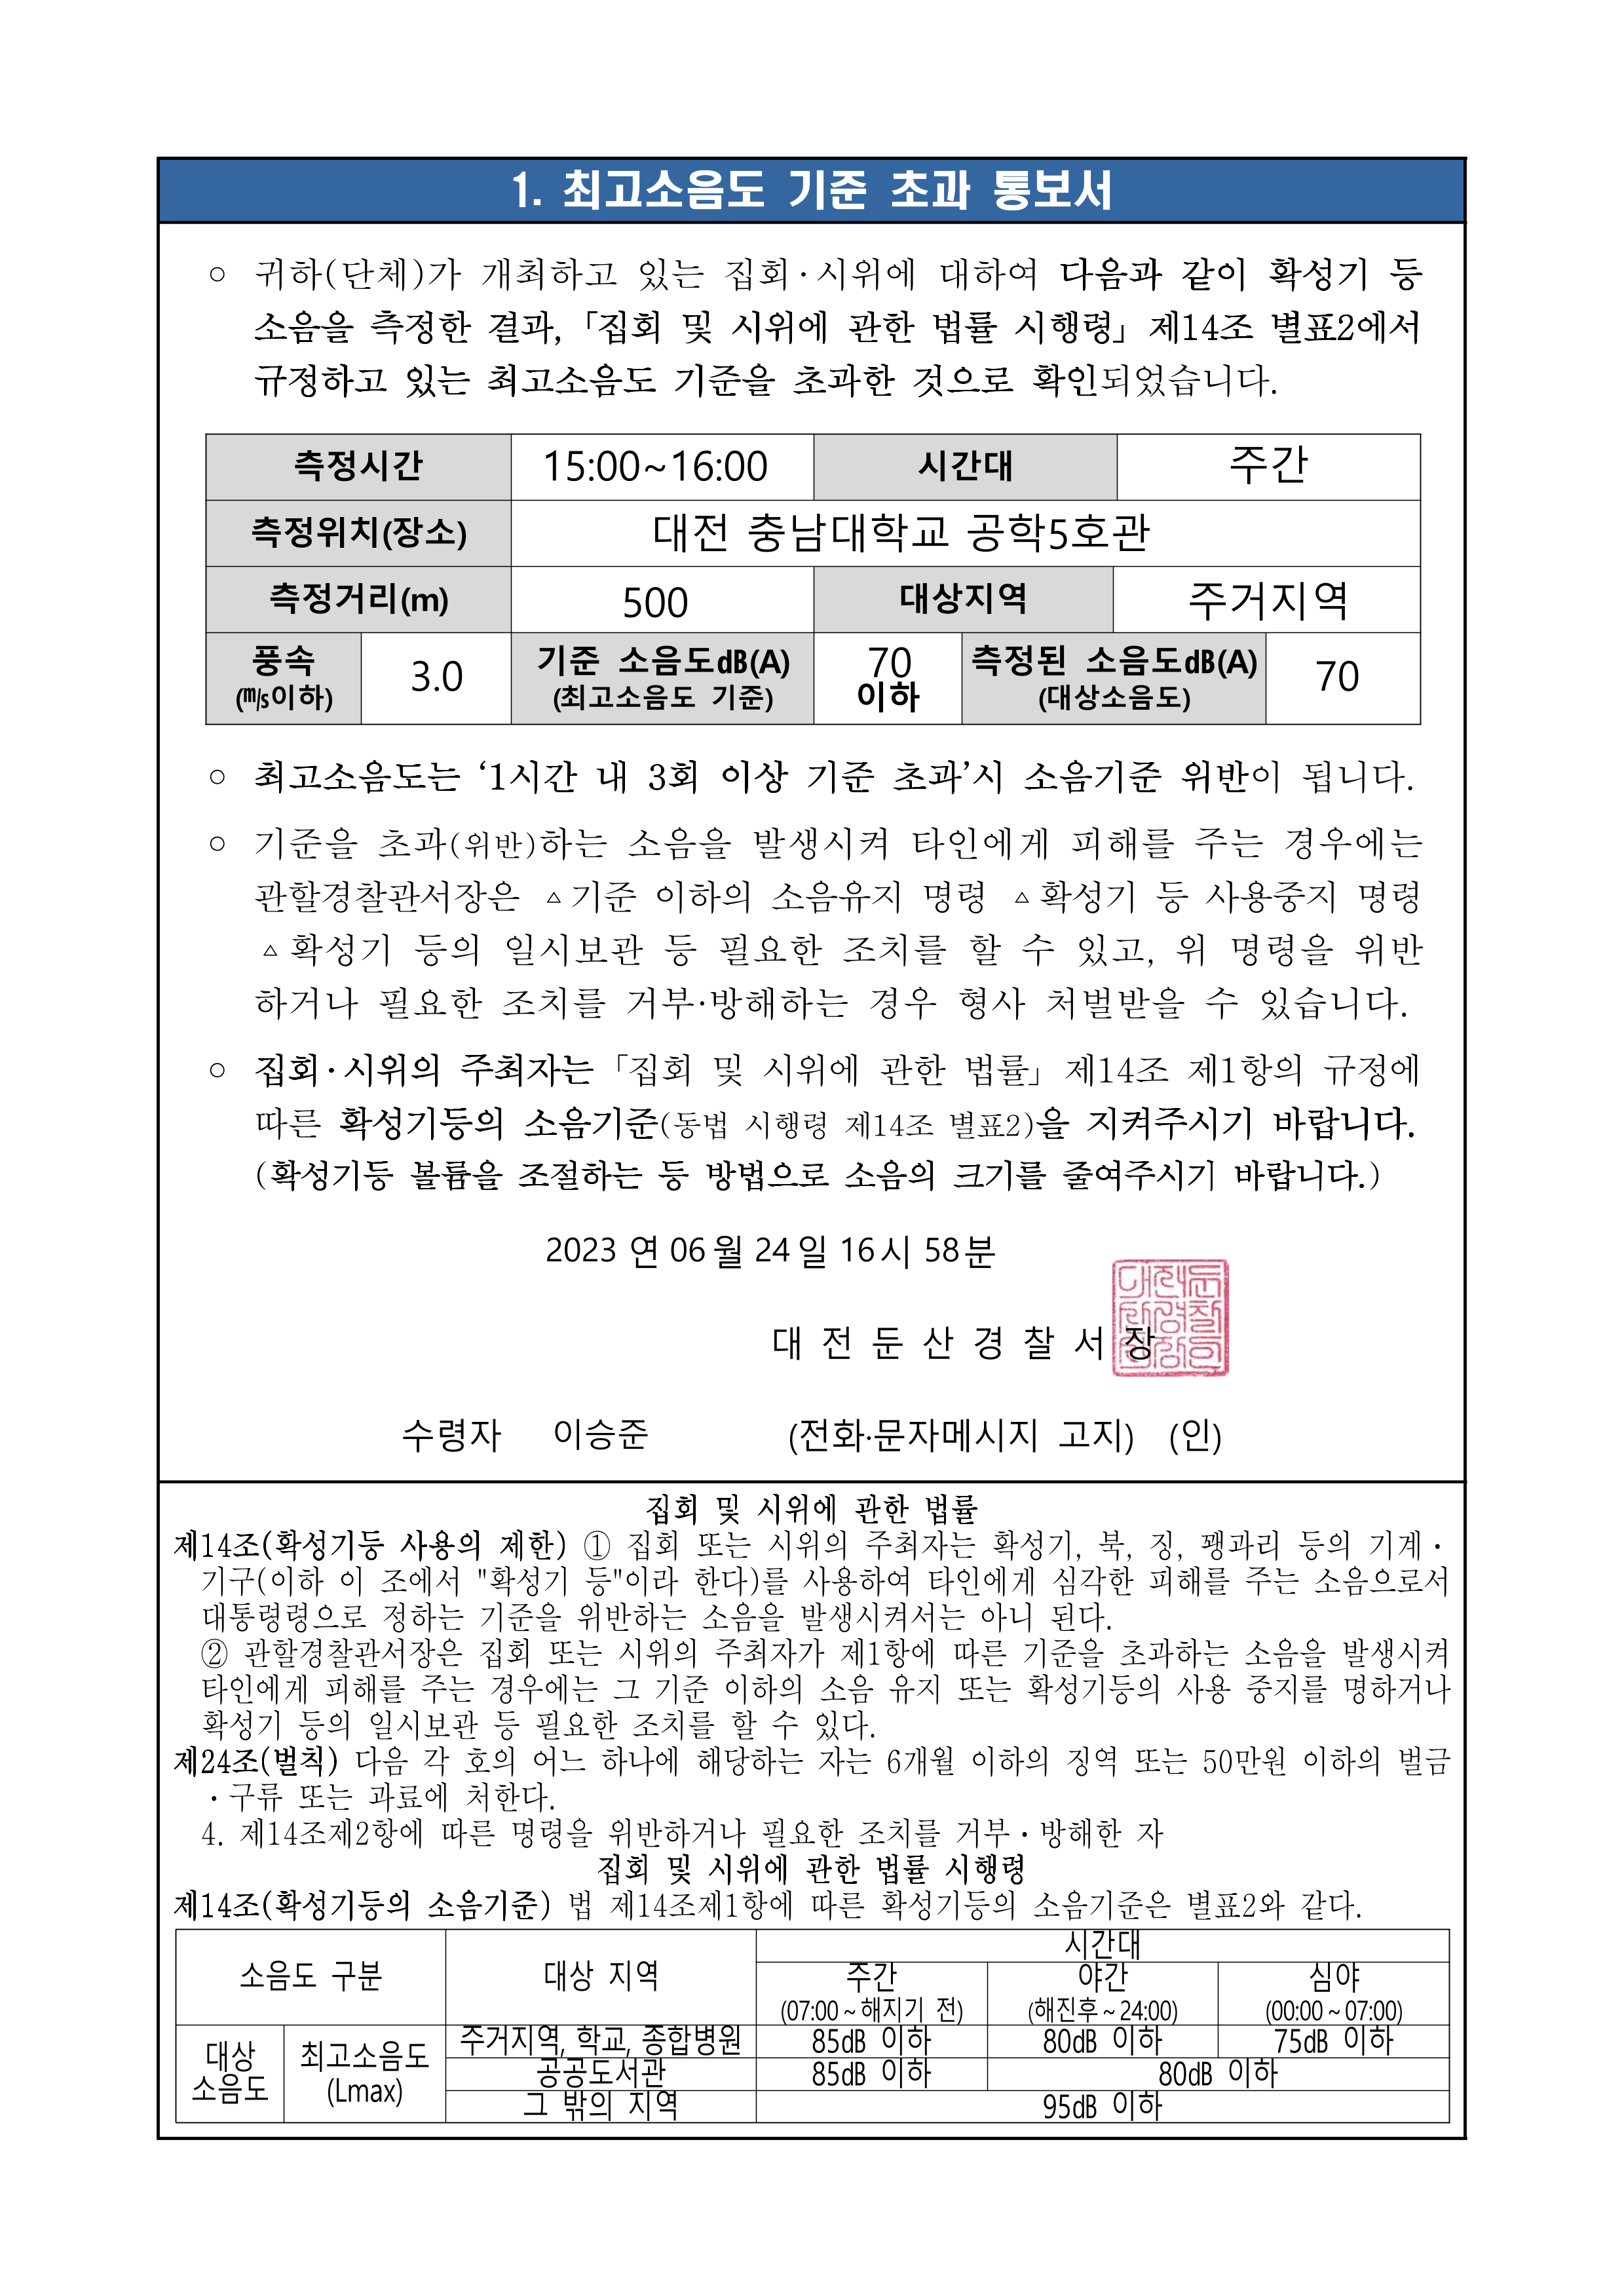 1. 최고소음도 기준 초과 통보서
○ 귀하(단체)가 개최하고 있는 집회·시위에 대하여 다음과 같이 확성기 등
소음을 측정한 결과,「집회 및 시위에 관한 법률 시행령」제14조 별표2에서
규정하고 있는 최고소음도 기준을 초과한 것으로 확인되었습니다.
측정시간 15:00~16:00 시간대 주간
측정위치(장소) 대전 충남대학교 공학5호관
측정거리(m) 500 대상지역 주거지역
풍속 3.0 기준 소음도dB(A) 70 측정된 소음도dB(A) 70
(㎧이하) (최고소음도 기준) 이하 (대상소음도)
○ 최고소음도는 ‘1시간 내 3회 이상 기준 초과’시 소음기준 위반이 됩니다.
○ 기준을 초과(위반)하는 소음을 발생시켜 타인에게 피해를 주는 경우에는
관할경찰관서장은 △기준 이하의 소음유지 명령 △확성기 등 사용중지 명령
△확성기 등의 일시보관 등 필요한 조치를 할 수 있고, 위 명령을 위반
하거나 필요한 조치를 거부·방해하는 경우 형사 처벌받을 수 있습니다.
○ 집회·시위의 주최자는「집회 및 시위에 관한 법률」제14조 제1항의 규정에
따른 확성기등의 소음기준(동법 시행령 제14조 별표2)을 지켜주시기 바랍니다.
(확성기등 볼륨을 조절하는 등 방법으로 소음의 크기를 줄여주시기 바랍니다.)
2023 연 06 월 24 일 16 시 58 분
대 전 둔 산 경 찰 서 장
수령자 이승준 (전화·문자메시지 고지) (인)
집회 및 시위에 관한 법률
제14조(확성기등 사용의 제한) ① 집회 또는 시위의 주최자는 확성기, 북, 징, 꽹과리 등의 기계·
기구(이하 이 조에서 "확성기 등"이라 한다)를 사용하여 타인에게 심각한 피해를 주는 소음으로서
대통령령으로 정하는 기준을 위반하는 소음을 발생시켜서는 아니 된다.
② 관할경찰관서장은 집회 또는 시위의 주최자가 제1항에 따른 기준을 초과하는 소음을 발생시켜
타인에게 피해를 주는 경우에는 그 기준 이하의 소음 유지 또는 확성기등의 사용 중지를 명하거나
확성기 등의 일시보관 등 필요한 조치를 할 수 있다.
제24조(벌칙) 다음 각 호의 어느 하나에 해당하는 자는 6개월 이하의 징역 또는 50만원 이하의 벌금
·구류 또는 과료에 처한다.
4. 제14조제2항에 따른 명령을 위반하거나 필요한 조치를 거부·방해한 자
집회 및 시위에 관한 법률 시행령
제14조(확성기등의 소음기준) 법 제14조제1항에 따른 확성기등의 소음기준은 별표2와 같다.
소음도 구분 대상 지역 시간대
주간 야간 심야
(07:00 ~ 해지기 전) (해진후 ~ 24:00) (00:00 ~ 07:00)
대상 소음도 최고소음도 (Lmax) 주거지역, 학교, 종합병원 85dB 이하 80dB 이하 75dB 이하
공공도서관 85dB 이하 80dB 이하
그 밖의 지역 95dB 이하